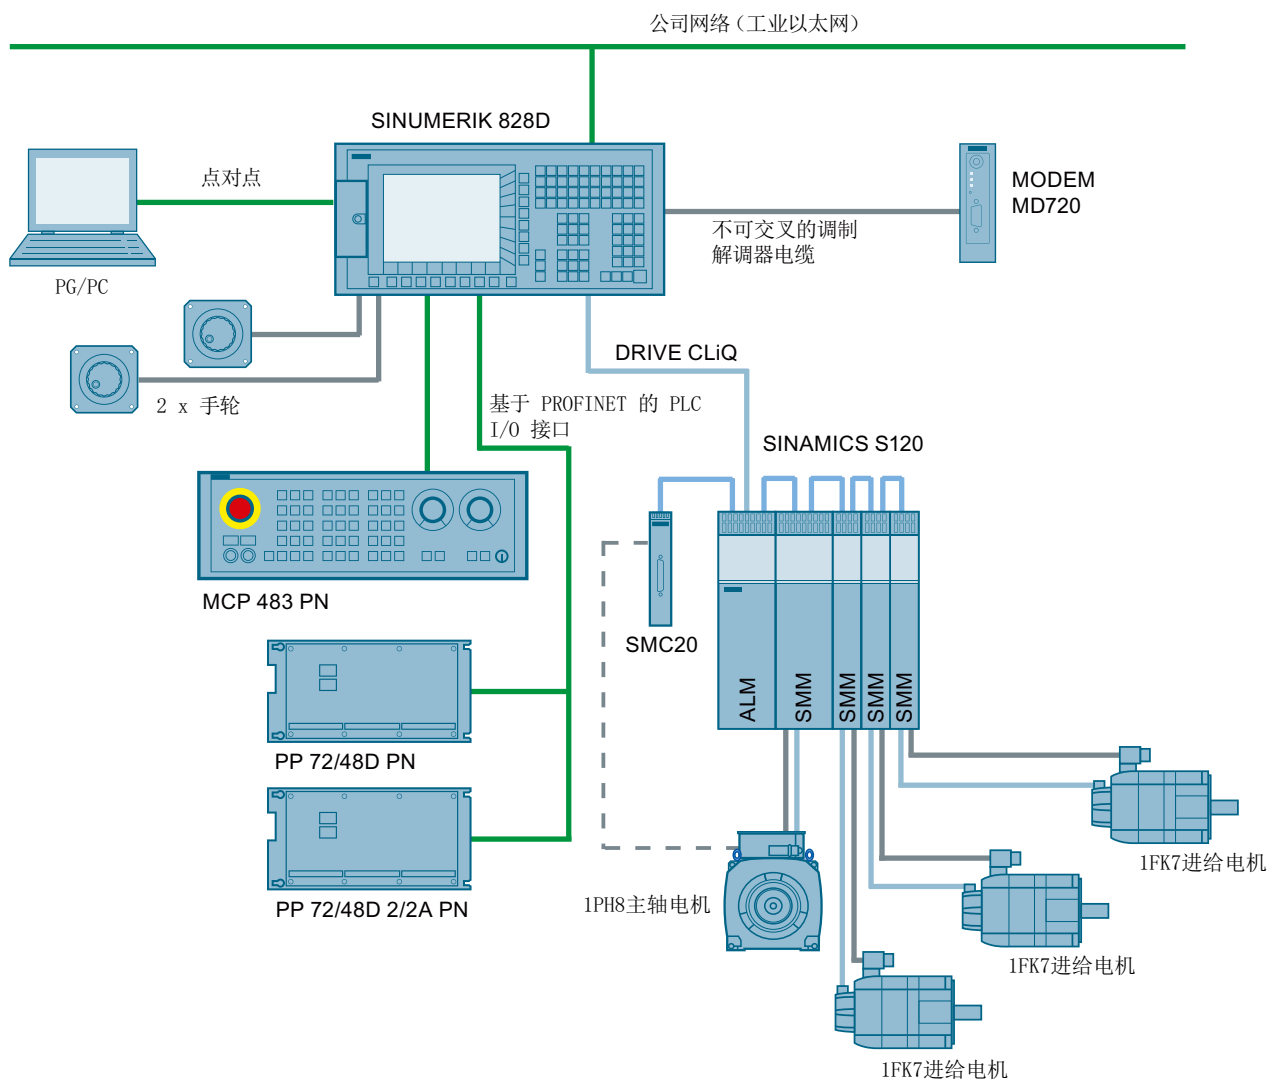 公司网络（工业以太网）
SINUMERIK 828D
点对点
MODEM
MD720
不可交叉的调制
解调器电缆
PG/PC
DRIVE CLiQ
2 x 手轮
基于 PROFINET 的 PLC
I/O 接口
SINAMICS S120
MCP 483 PN
SMC20
ALM
SMM
SMM
SMM
SMM
PP 72/48D PN
1FK7进给电机
PP 72/48D 2/2A PN
1PH8主轴电机
1FK7进给电机
1FK7进给电机